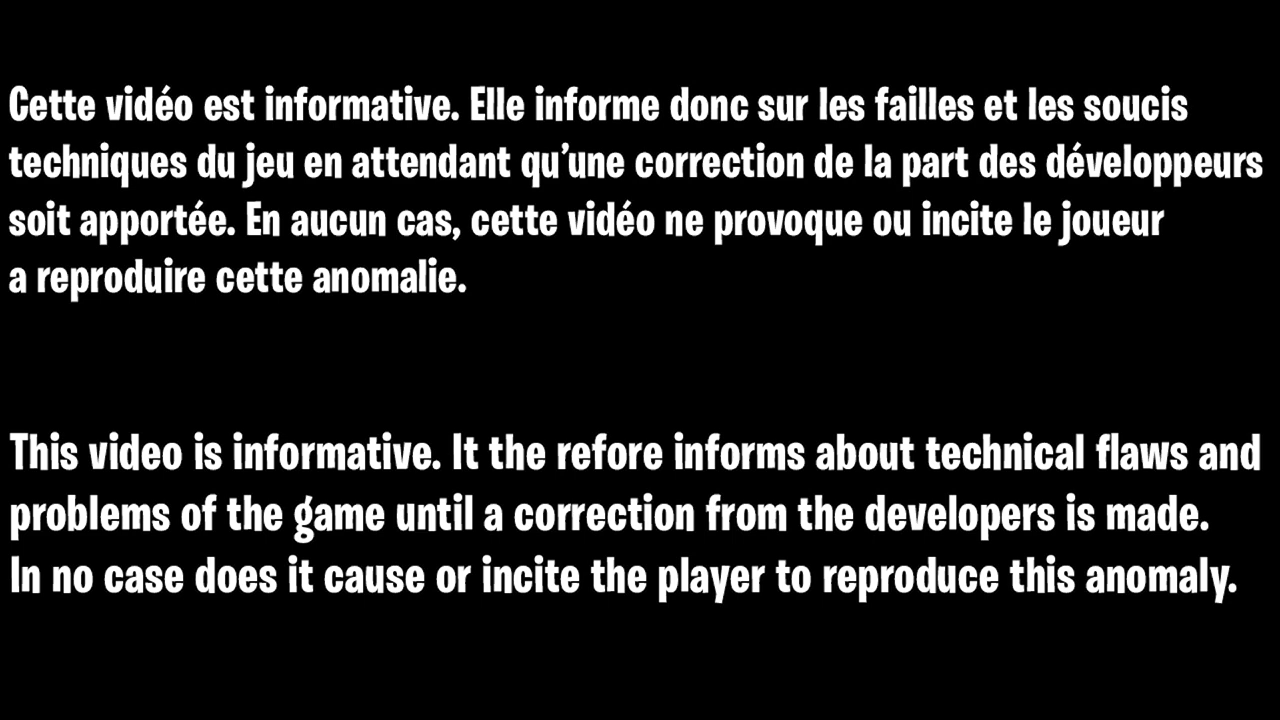 Cette vidéo est informative. Elle informe donc sur les failles et les soucis
techniques du jeu en attendant qu'une correction de la part des développeurs
soit apportée. En aucun cas, cette vidéo ne provoque ou incite le joueur
a reproduire cette anomalie.
This video is informative. It the refore informs about technical flaws and
problems of the game until a correction from the developers is made.
In no case does it cause or incite the player to reproduce this anomaly.